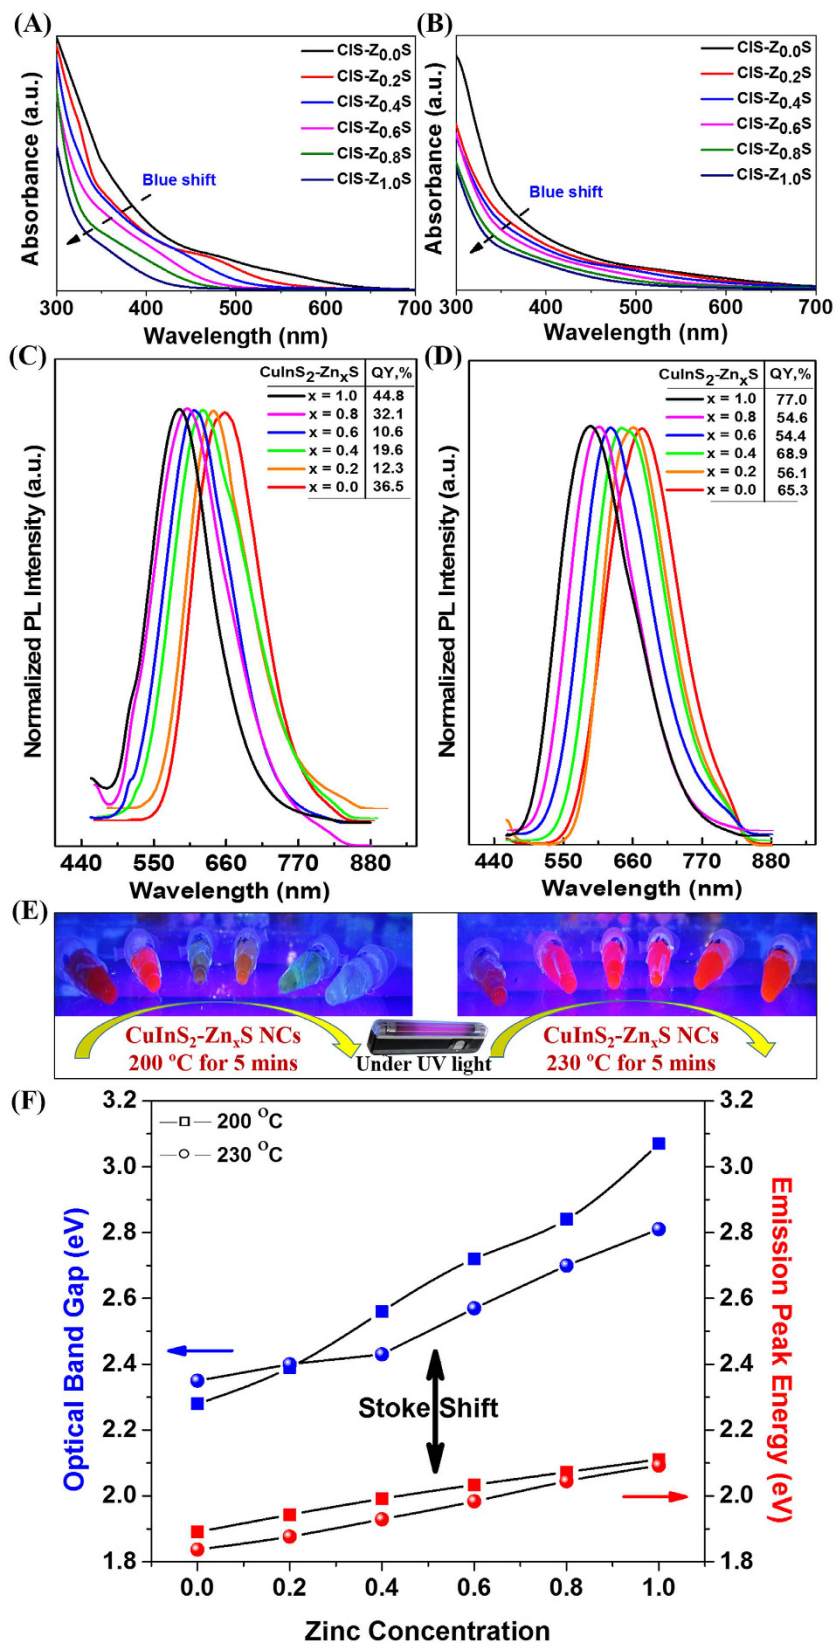 (A)
Absorbance (a.u.)
CIS-Z0.0S
CIS-Z0.2S
CIS-Z0.4S
CIS-Z0.6S
CIS-Z0.8S
CIS-Z1.0S
Blue shift
300 400 500 600 700
Wavelength (nm)
(B)
Absorbance (a.u.)
CIS-Z0.0S
CIS-Z0.2S
CIS-Z0.4S
CIS-Z0.6S
CIS-Z0.8S
CIS-Z1.0S
Blue shift
300 400 500 600 700
Wavelength (nm)
(C)
Normalized PL Intensity (a.u.)
CuInS2-ZnxS QY,%
x = 1.0 44.8
x = 0.8 32.1
x = 0.6 10.6
x = 0.4 19.6
x = 0.2 12.3
x = 0.0 36.5
440 550 660 770 880
Wavelength (nm)
(D)
Normalized PL Intensity (a.u.)
CuInS2-ZnxS QY,%
x = 1.0 77.0
x = 0.8 54.6
x = 0.6 54.4
x = 0.4 68.9
x = 0.2 56.1
x = 0.0 65.3
440 550 660 770 880
Wavelength (nm)
(E)
CuInS2-ZnxS NCs
200 ºC for 5 mins
Under UV light
CuInS2-ZnxS NCs
230 ºC for 5 mins
(F)
Optical Band Gap (eV)
3.2
3.0
2.8
2.6
2.4
2.2
2.0
1.8
200 °C
230 °C
Stoke Shift
3.2
3.0
2.8
2.6
2.4
2.2
2.0
1.8
Emission Peak
Energy (eV)
0.0 0.2 0.4 0.6 0.8 1.0
Zinc Concentration